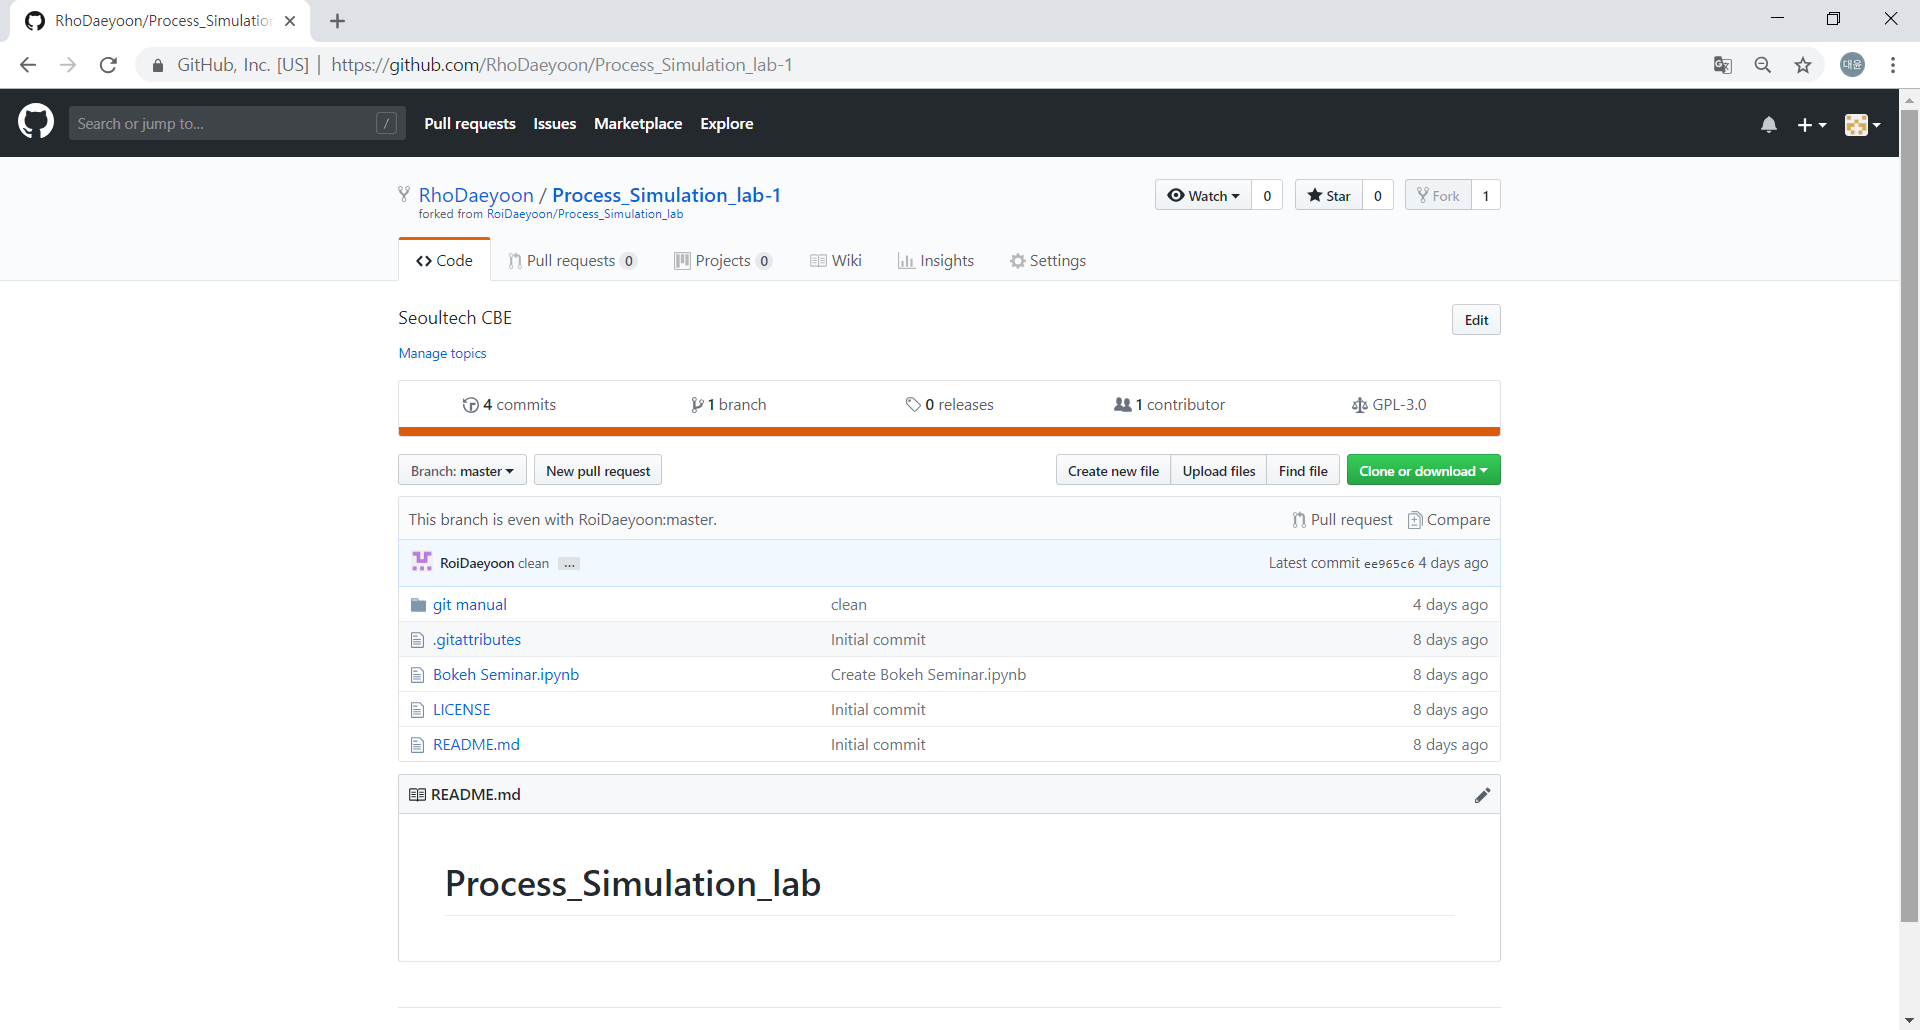 RhoDaeyoon/Process_Simulation
GitHub, Inc. [US] | https://github.com/RhoDaeyoon/Process_Simulation_lab-1
대윤
Search or jump to... /
Pull requests Issues Marketplace Explore
RhoDaeyoon / Process_Simulation_lab-1
forked from RoiDaeyoon/Process_Simulation_lab
Watch 0 Star 0 Fork 1
Code Pull requests 0 Projects 0 Wiki Insights Settings
Seoultech CBE
Edit
Manage topics
4 commits 1 branch 0 releases 1 contributor GPL-3.0
Branch: master New pull request Create new file Upload files Find file Clone or download
This branch is even with RoiDaeyoon:master. Pull request Compare
RoiDaeyoon clean ... Latest commit ee965c6 4 days ago
git manual clean 4 days ago
.gitattributes Initial commit 8 days ago
Bokeh Seminar.ipynb Create Bokeh Seminar.ipynb 8 days ago
LICENSE Initial commit 8 days ago
README.md Initial commit 8 days ago
README.md
Process_Simulation_lab